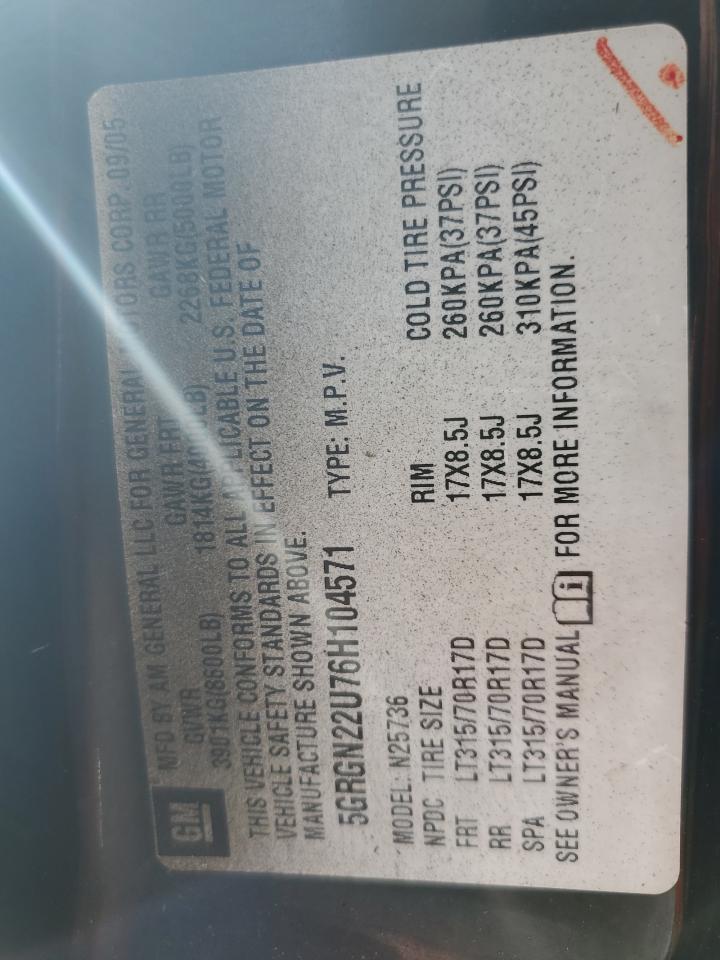 GM
MFD BY AM GENERAL LLC FOR GENERAL MOTORS CORP. 09/05
GVWR GAWR FRT GAWR RR
3901KG(8600LB) 1814KG(4000LB) 2268KG(5000LB)
THIS VEHICLE CONFORMS TO ALL APPLICABLE U.S. FEDERAL MOTOR
VEHICLE SAFETY STANDARDS IN EFFECT ON THE DATE OF
MANUFACTURE SHOWN ABOVE.
5GRGN22U76H104571 TYPE: M.P.V.
MODEL: N25736
NPDC TIRE SIZE RIM COLD TIRE PRESSURE
FRT LT315/70R17D 17X8.5J 260KPA(37PSI)
RR LT315/70R17D 17X8.5J 260KPA(37PSI)
SPA LT315/70R17D 17X8.5J 310KPA(45PSI)
SEE OWNER'S MANUAL i FOR MORE INFORMATION.